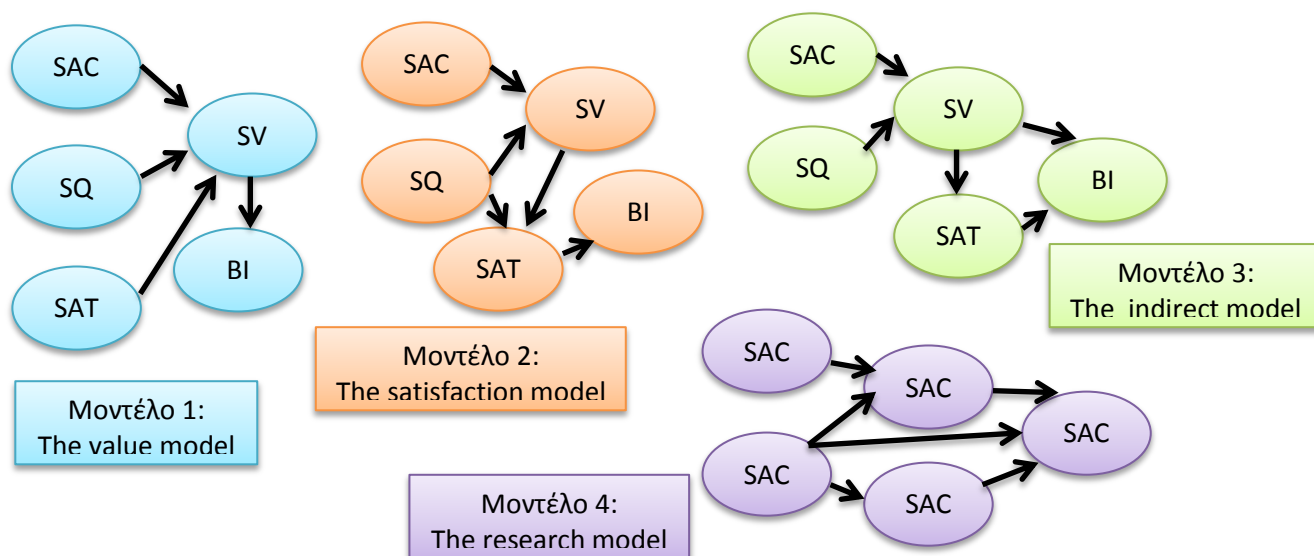 SAC
SV
SQ
BI
SAT
Μοντέλο 1:
The value model
SAC
SV
SQ
BI
SAT
Μοντέλο 2:
The satisfaction model
SAC
SV
SQ
BI
SAT
Μοντέλο 3:
The indirect model
SAC
SAC
SAC
SAC
SAC
Μοντέλο 4:
The research model